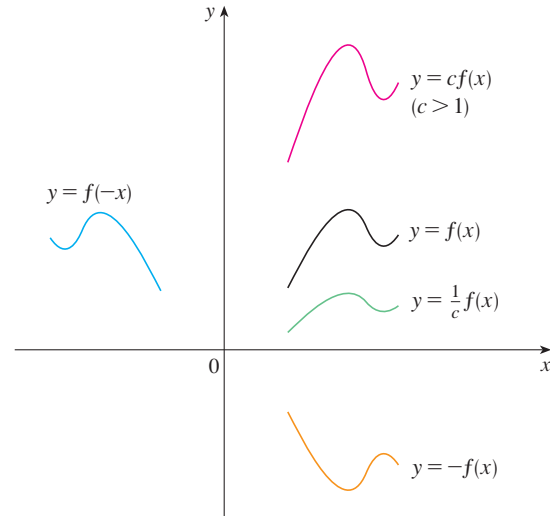 y
y = cf(x)
(c > 1)
y = f(−x)
y = f(x)
y = 1/c f(x)
0
x
y = −f(x)